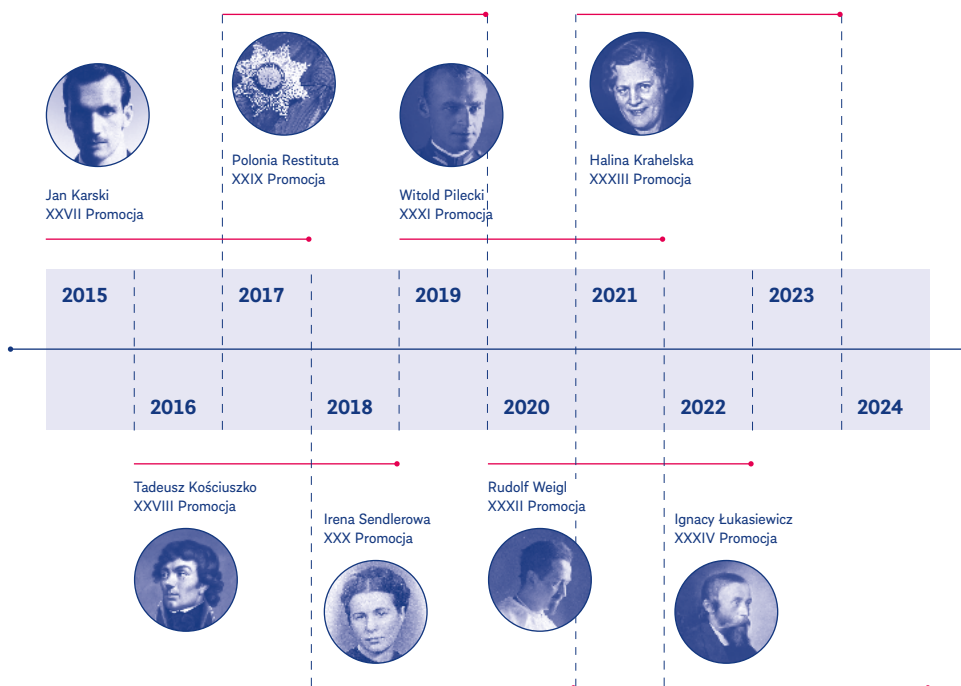 Jan Karski
XXVII Promocja
Polonia Restituta
XXIX Promocja
Witold Pilecki
XXXI Promocja
Halina Krahelska
XXXIII Promocja
2015
2017
2019
2021
2023
2016
2018
2020
2022
2024
Tadeusz Kościuszko
XXVIII Promocja
Irena Sendlerowa
XXX Promocja
Rudolf Weigl
XXXII Promocja
Ignacy Łukasiewicz
XXXIV Promocja